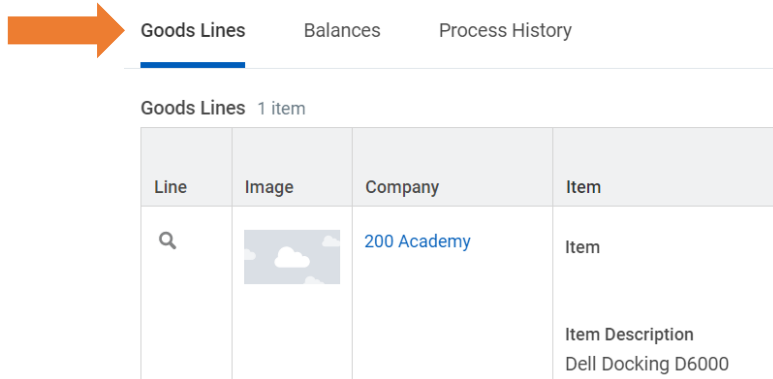 Goods Lines Balances Process History
Goods Lines 1 item
Line Image Company Item
200 Academy Item
Item Description
Dell Docking D6000